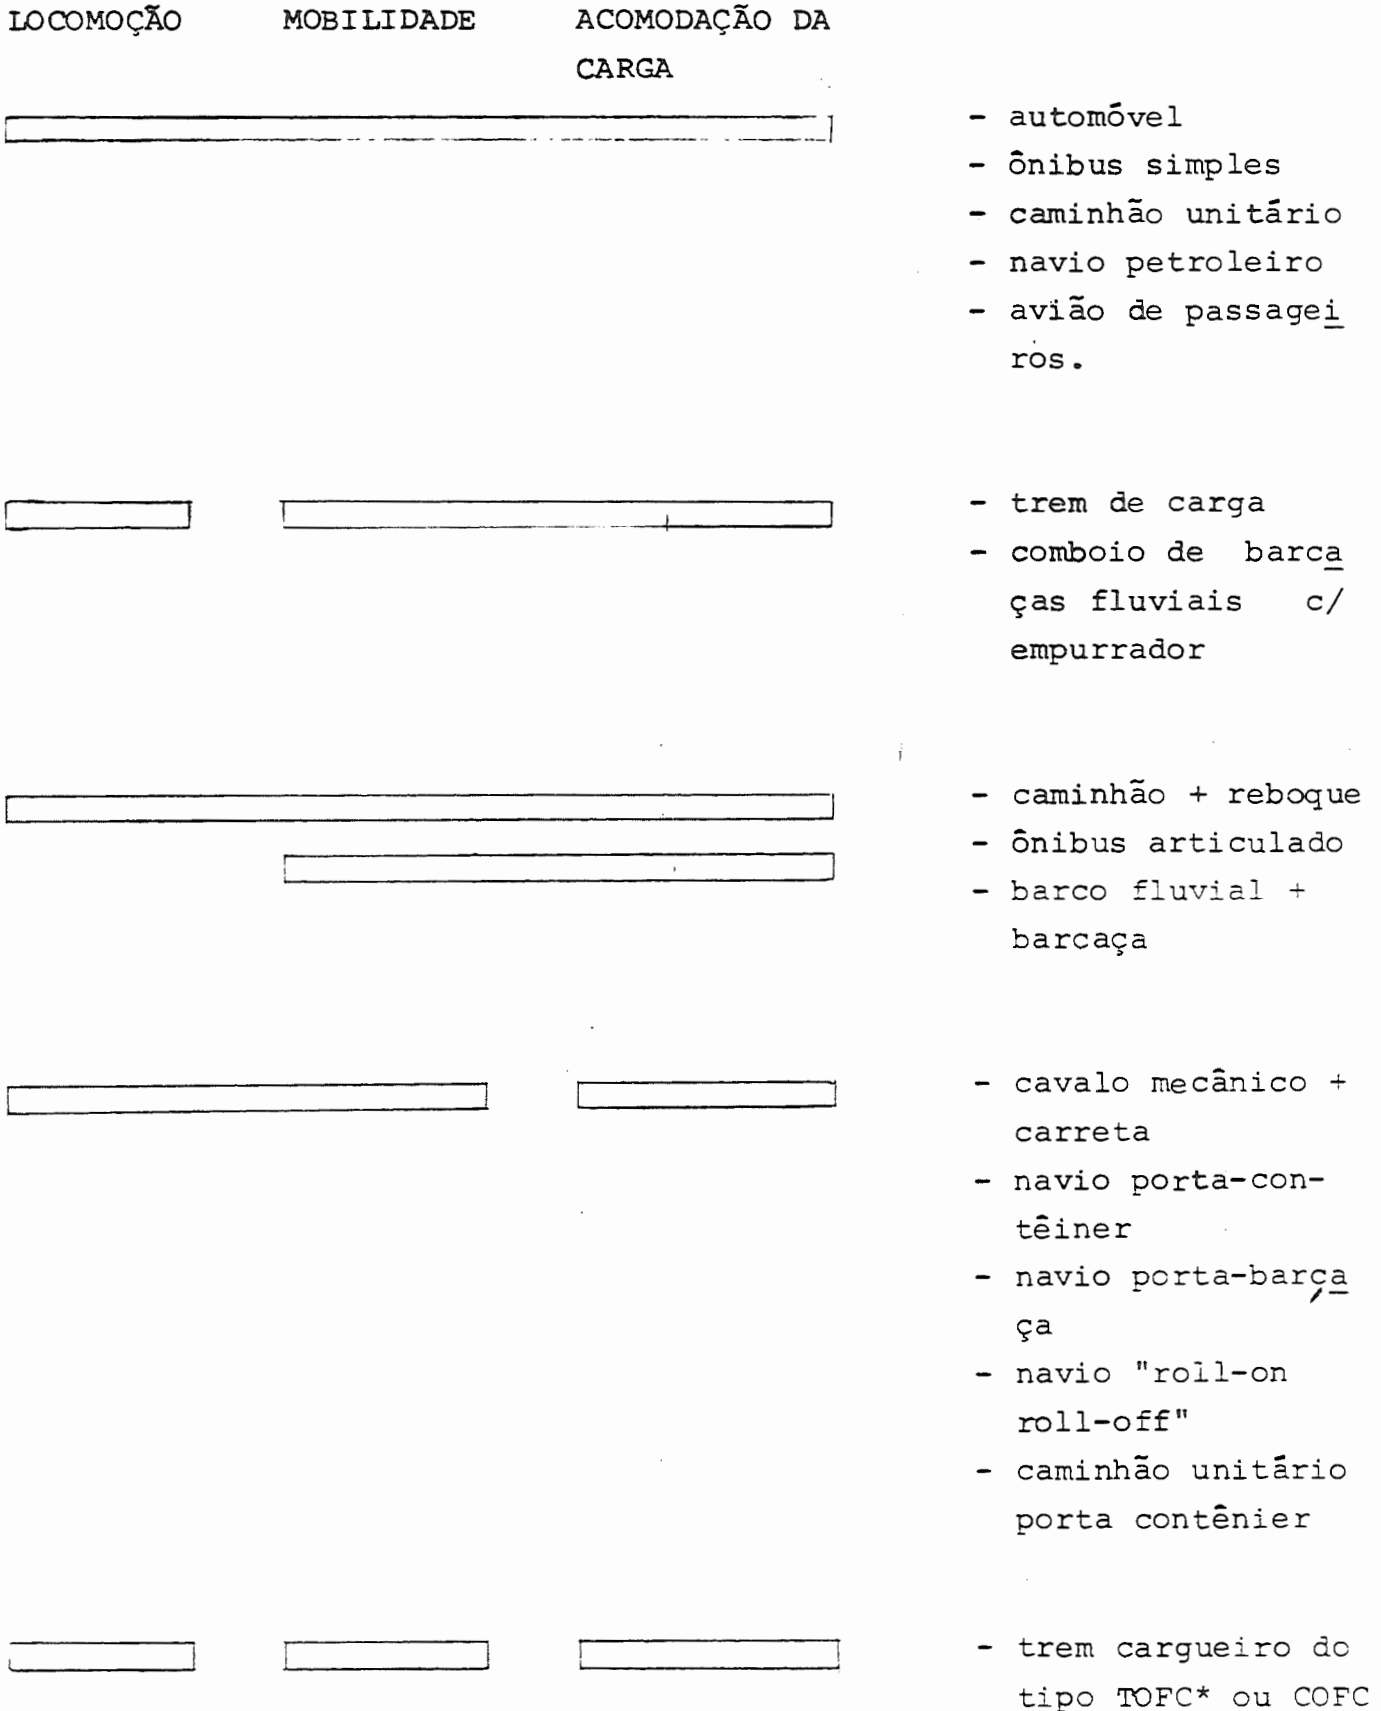 LOCOMOÇÃO MOBILIDADE ACOMODAÇÃO DA
CARGA
- automóvel
- ônibus simples
- caminhão unitário
- navio petroleiro
- avião de passagei
ros.
- trem de carga
- comboio de barca
ças fluviais c/
empurrador
- caminhão + reboque
- ônibus articulado
- barco fluvial +
barcaça
- cavalo mecânico +
carreta
- navio porta-con-
têiner
- navio porta-barça
ça
- navio "roll-on
roll-off"
- caminhão unitário
porta contênier
- trem cargueiro do
tipo TOFC* ou COFC